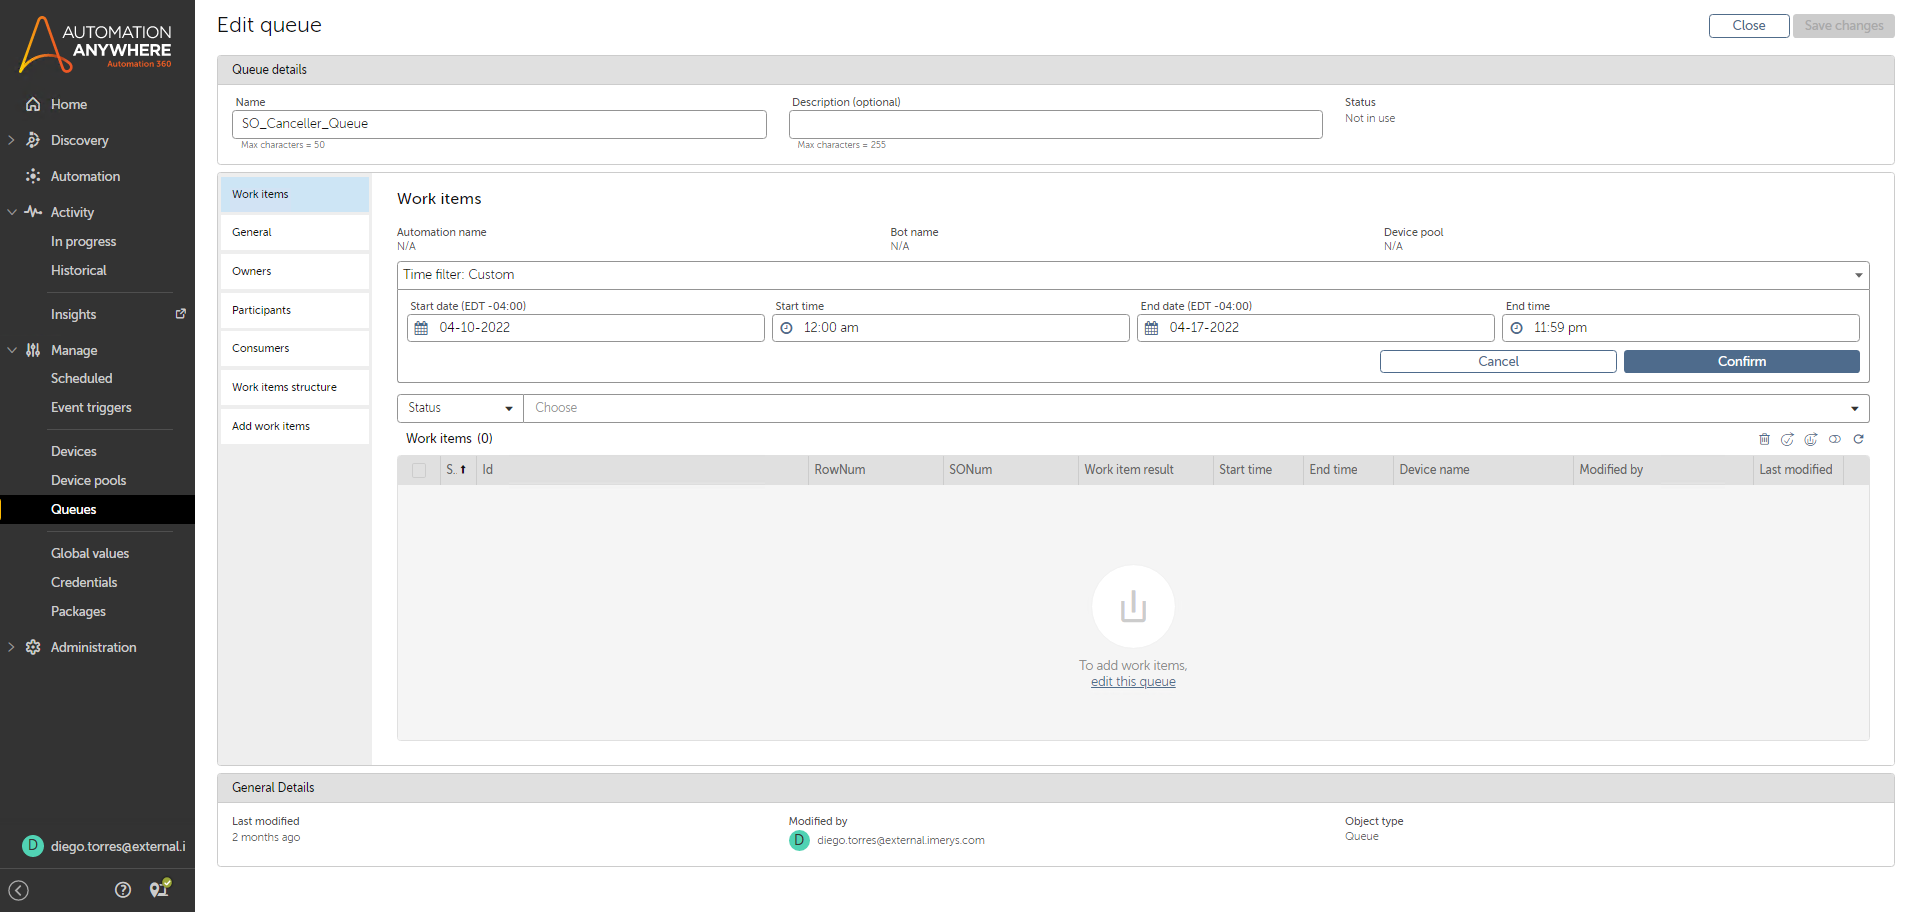 AUTOMATION
ANYWHERE
Automation 360
Home
Discovery
Automation
Activity
In progress
Historical
Insights
Manage
Scheduled
Event triggers
Devices
Device pools
Queues
Global values
Credentials
Packages
Administration
D diego.torres@external.i
Edit queue
Close Save changes
Queue details
Name Description (optional) Status
SO_Canceller_Queue Not in use
Max characters = 50 Max characters = 255
Work items
General
Owners
Participants
Consumers
Work items structure
Add work items
Work items
Automation name Bot name Device pool
N/A N/A N/A
Time filter: Custom
Start date (EDT -04:00) Start time End date (EDT -04:00) End time
04-10-2022 12:00 am 04-17-2022 11:59 pm
Cancel Confirm
Status Choose
Work items (0)
S.. Id RowNum SONum Work item result Start time End time Device name Modified by Last modified
To add work items,
edit this queue
General Details
Last modified Modified by Object type
2 months ago D diego.torres@external.imerys.com Queue